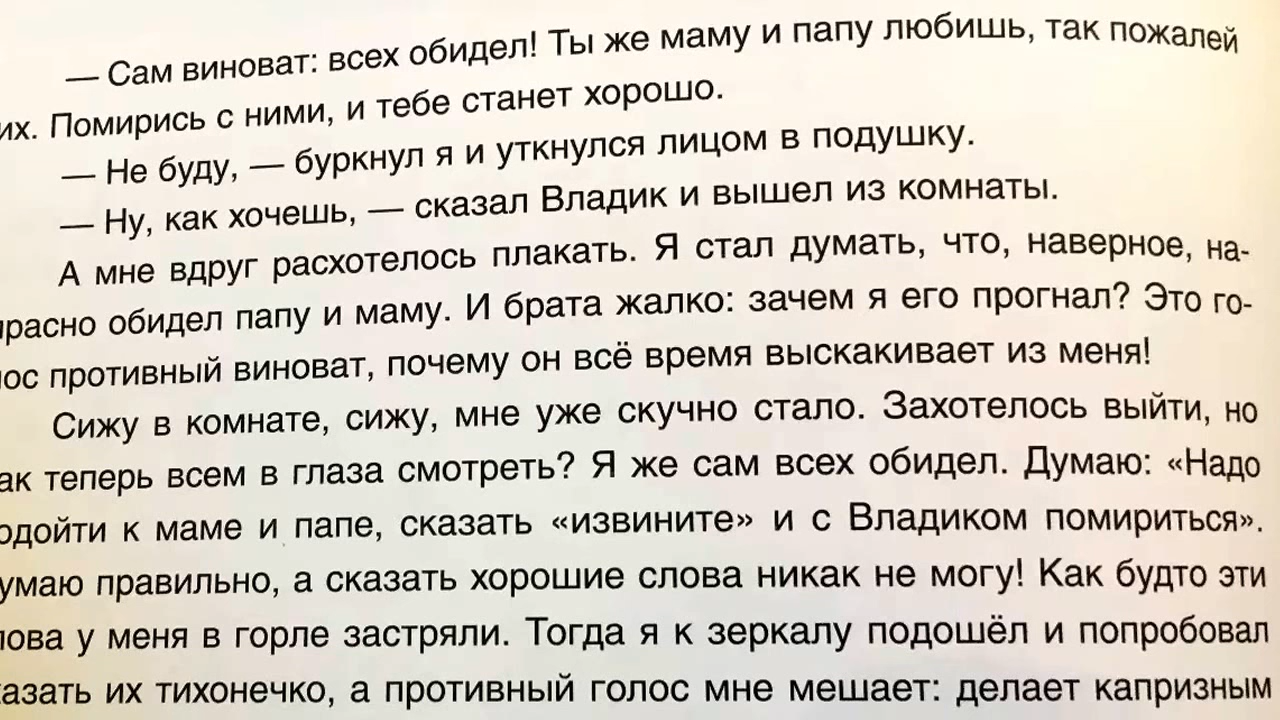 — Сам виноват: всех обидел! Ты же маму и папу любишь, так пожалей
их. Помирись с ними, и тебе станет хорошо.
— Не буду, — буркнул я и уткнулся лицом в подушку.
— Ну, как хочешь, — сказал Владик и вышел из комнаты.
А мне вдруг расхотелось плакать. Я стал думать, что, наверное, на-
прасно обидел папу и маму. И брата жалко: зачем я его прогнал? Это го-
лос противный виноват, почему он всё время выскакивает из меня!
Сижу в комнате, сижу, мне уже скучно стало. Захотелось выйти, но
ак теперь всем в глаза смотреть? Я же сам всех обидел. Думаю: «Надо
одойти к маме и папе, сказать «извините» и с Владиком помириться».
умаю правильно, а сказать хорошие слова никак не могу! Как будто эти
лова у меня в горле застряли. Тогда я к зеркалу подошёл и попробовал
казать их тихонечко, а противный голос мне мешает: делает капризным